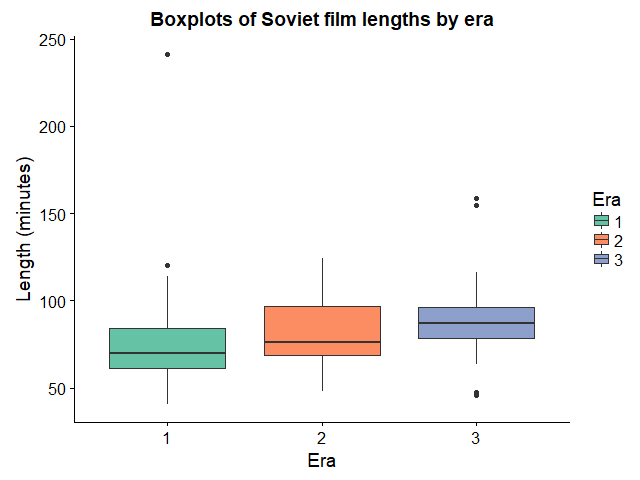 Boxplots of Soviet film lengths by era
250
200
150
100
50
Length (minutes)
1
2
3
Era
Era
1
2
3